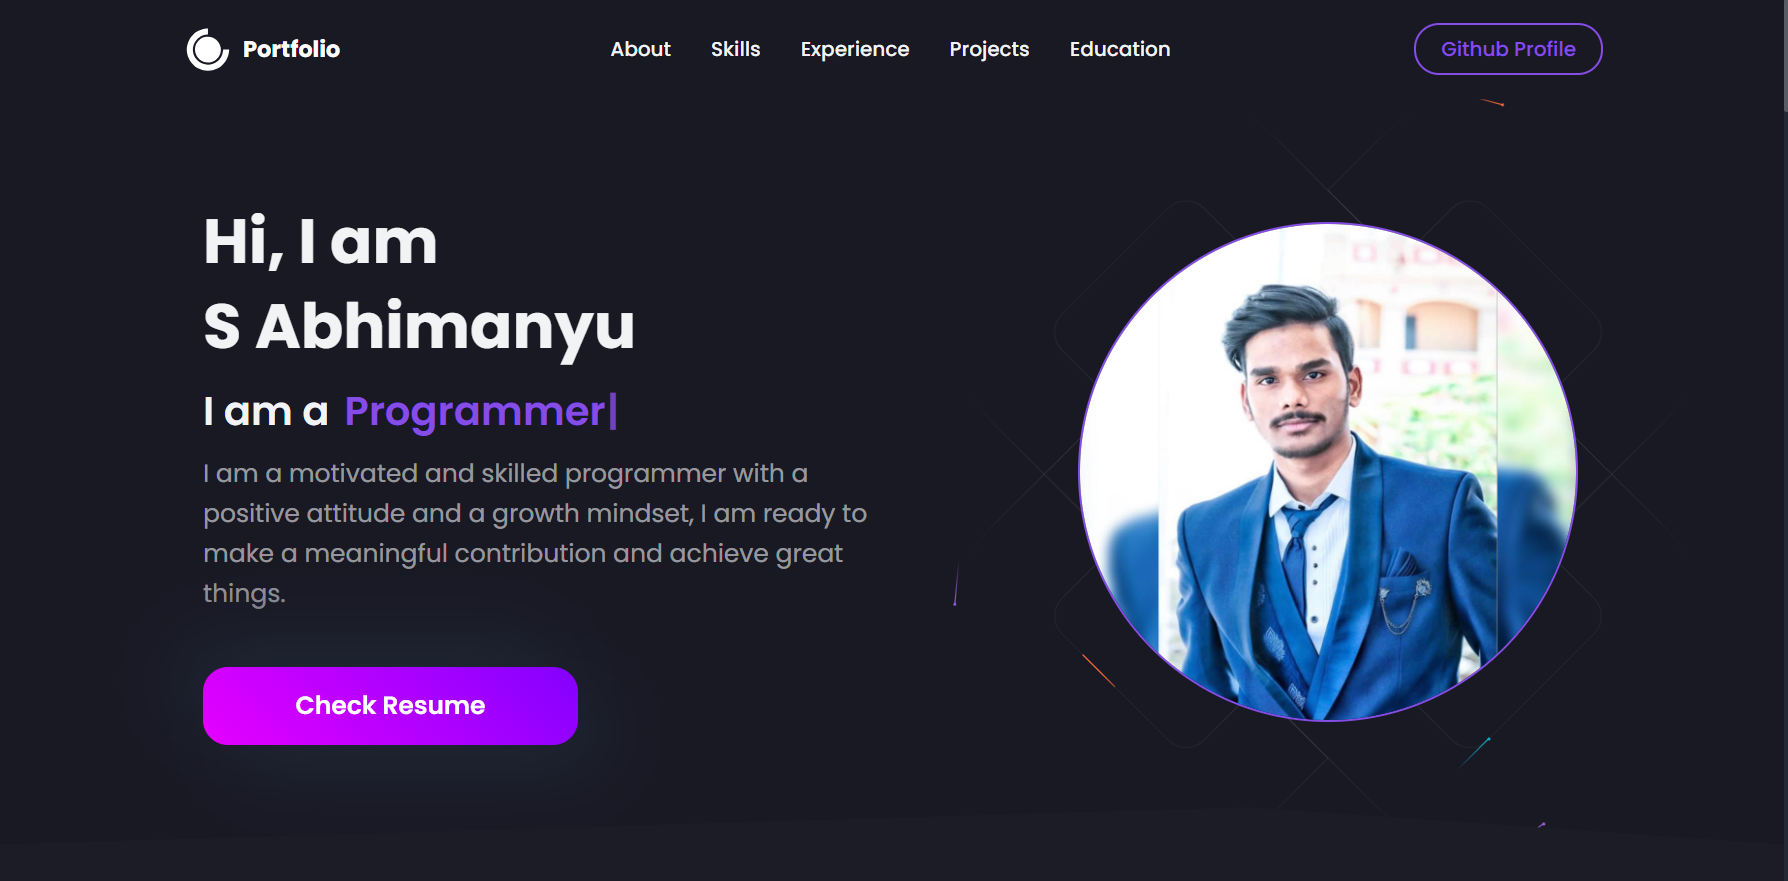 Portfolio
About Skills Experience Projects Education
Github Profile
Hi, I am
S Abhimanyu
I am a Programmer|
I am a motivated and skilled programmer with a
positive attitude and a growth mindset, I am ready to
make a meaningful contribution and achieve great
things.
Check Resume